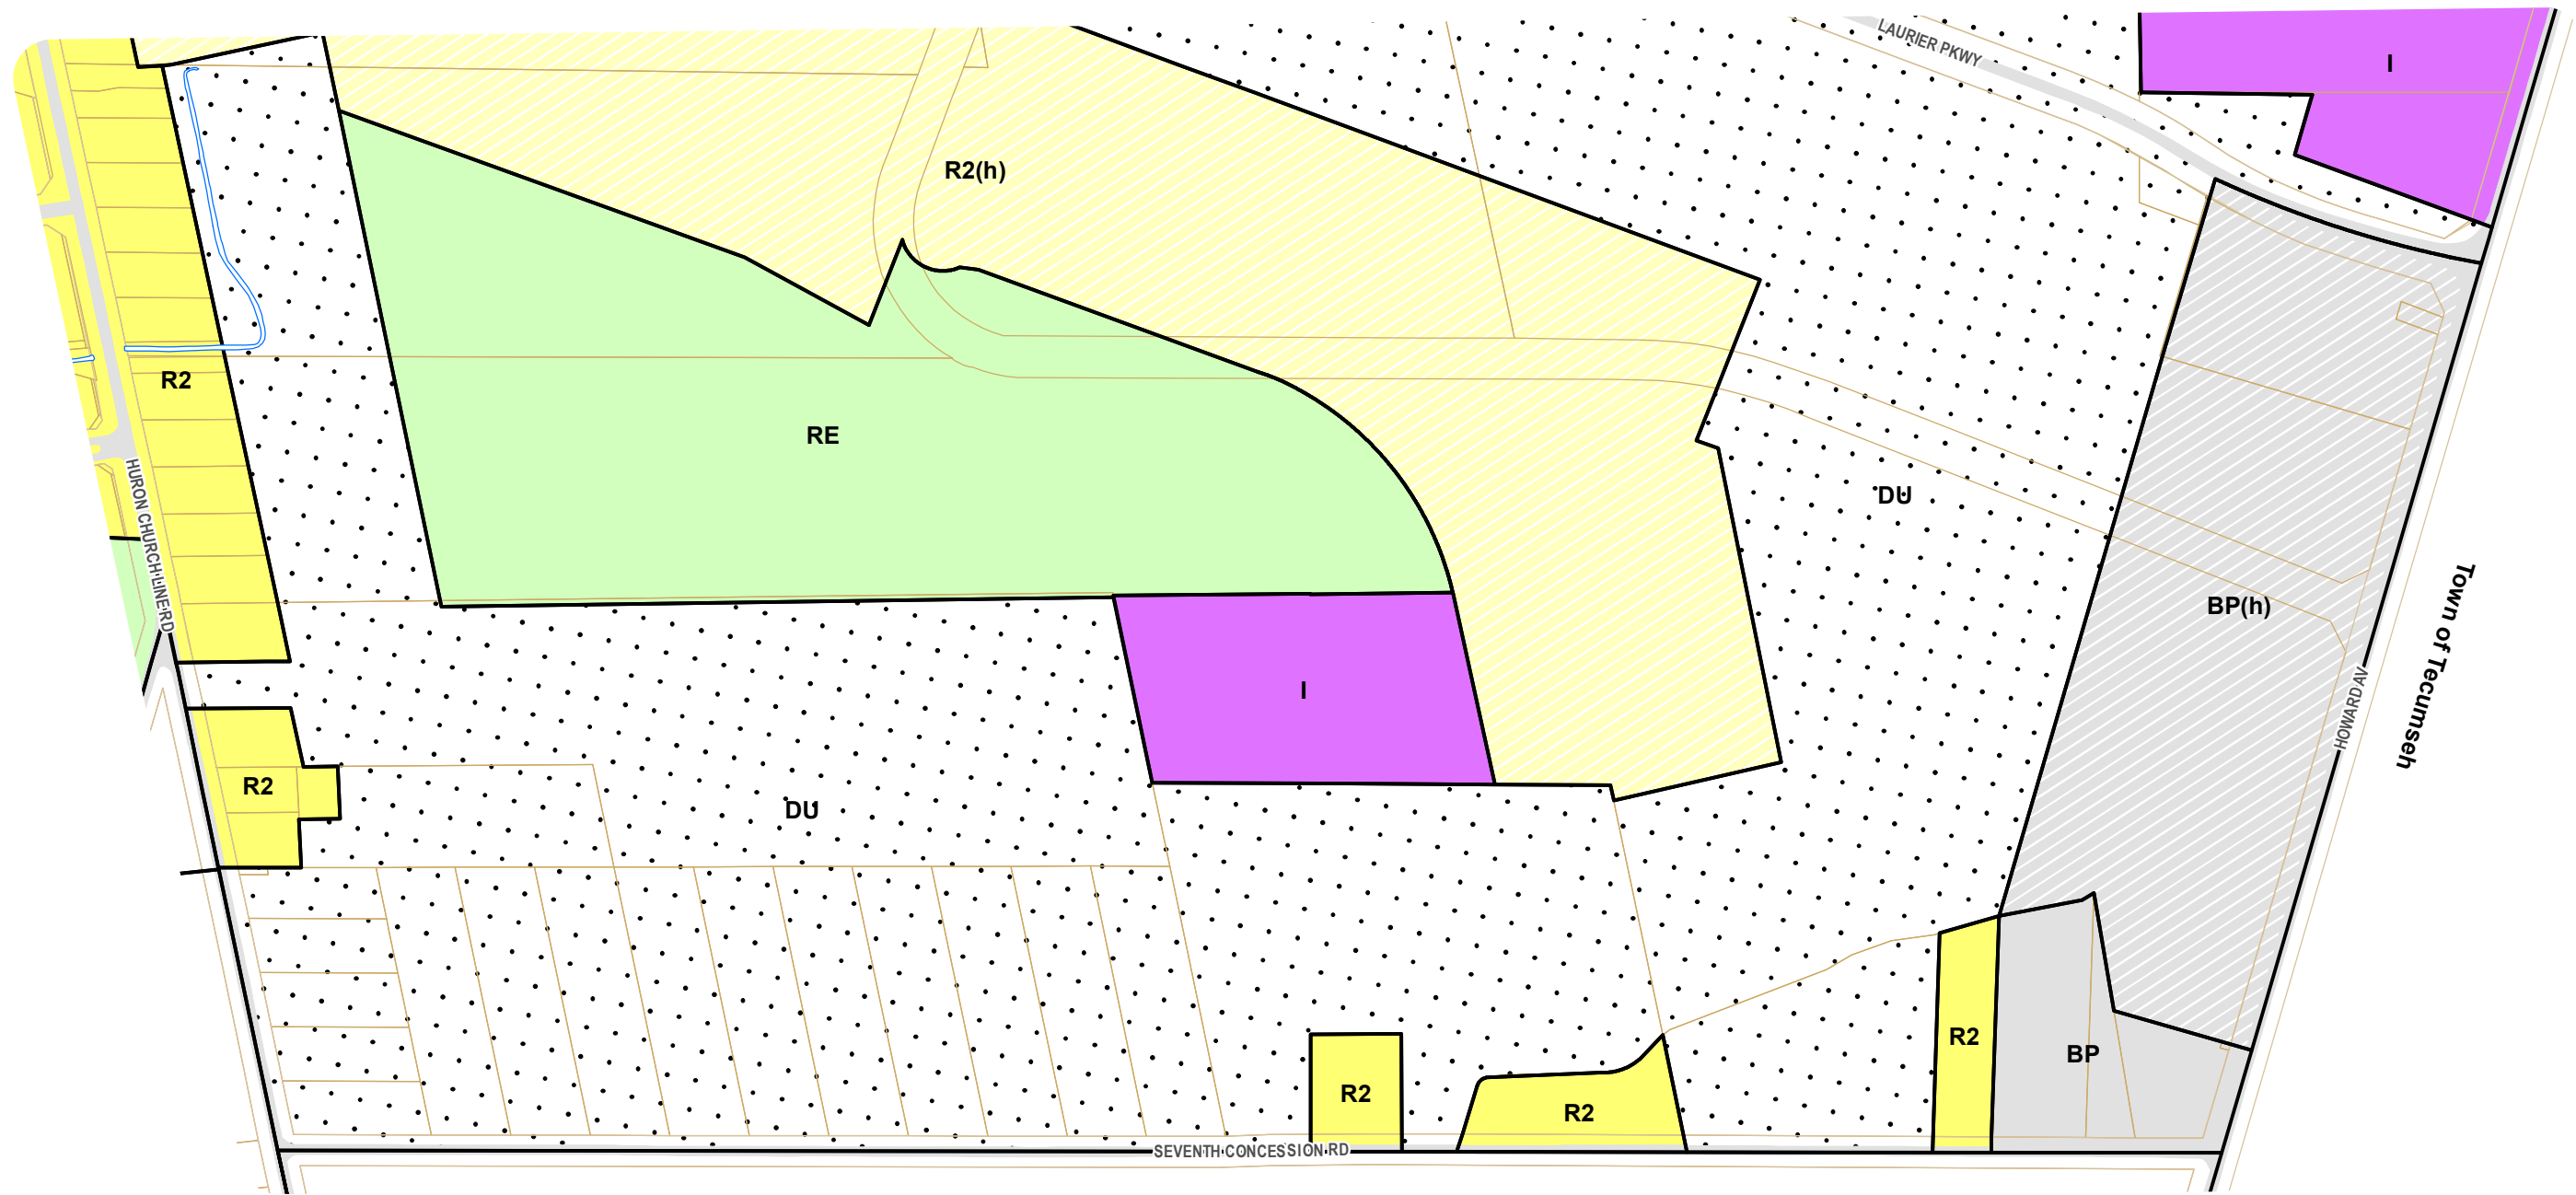 LAURIER PKWY
I
R2(h)
R2
RE
DU
HURON CHURCH LINE RD
BP(h)
Town of Tecumseh
I
HOWARD AV
R2
DU
R2
BP
R2
R2
SEVENTH CONCESSION RD